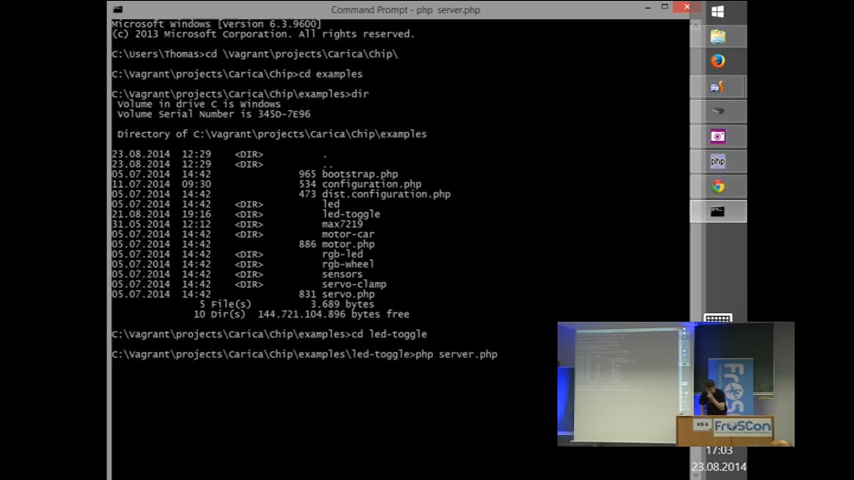 Command Prompt - php server.php
Microsoft Windows [Version 6.3.9600]
(c) 2013 Microsoft Corporation. All rights reserved.
C:\Users\Thomas>cd \Vagrant\projects\Carica\Chip\
C:\Vagrant\projects\Carica\Chip>cd examples
C:\Vagrant\projects\Carica\Chip\examples>dir
Volume in drive C is Windows
Volume Serial Number is 345D-7E96
Directory of C:\Vagrant\projects\Carica\Chip\examples
23.08.2014 12:29 <DIR> .
23.08.2014 12:29 <DIR> ..
05.07.2014 14:42 965 bootstrap.php
11.07.2014 09:30 534 configuration.php
05.07.2014 14:42 473 dist.configuration.php
05.07.2014 14:42 <DIR> led
21.08.2014 19:16 <DIR> led-toggle
31.05.2014 12:12 <DIR> max7219
05.07.2014 14:42 <DIR> motor-car
05.07.2014 14:42 886 motor.php
05.07.2014 14:42 <DIR> rgb-led
05.07.2014 14:42 <DIR> rgb-wheel
05.07.2014 14:42 <DIR> sensors
05.07.2014 14:42 <DIR> servo-clamp
05.07.2014 14:42 831 servo.php
5 File(s) 3.689 bytes
10 Dir(s) 144.721.104.896 bytes free
C:\Vagrant\projects\Carica\Chip\examples>cd led-toggle
C:\Vagrant\projects\Carica\Chip\examples\led-toggle>php server.php
php
FrOSCon
FrOSCon
17:03
23.08.2014